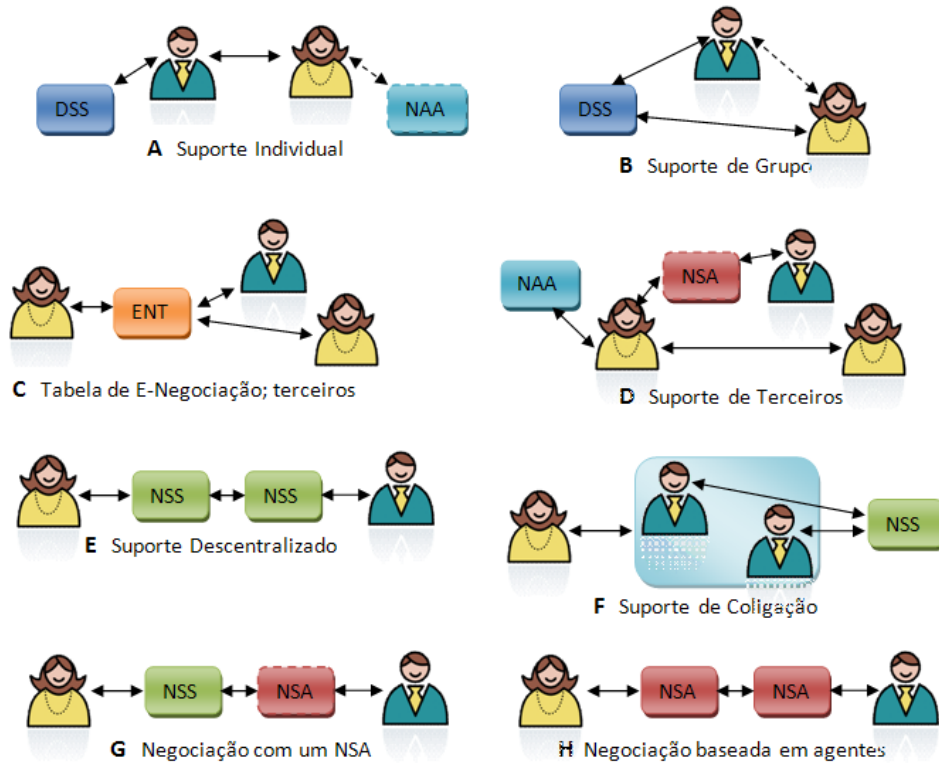 DSS
NAA
A Suporte Individual
DSS
B Suporte de Grupo
ENT
C Tabela de E-Negociação; terceiros
NAA
NSA
D Suporte de Terceiros
NSS
NSS
E Suporte Descentralizado
NSS
F Suporte de Coligação
NSS
NSA
G Negociação com um NSA
NSA
NSA
H Negociação baseada em agentes